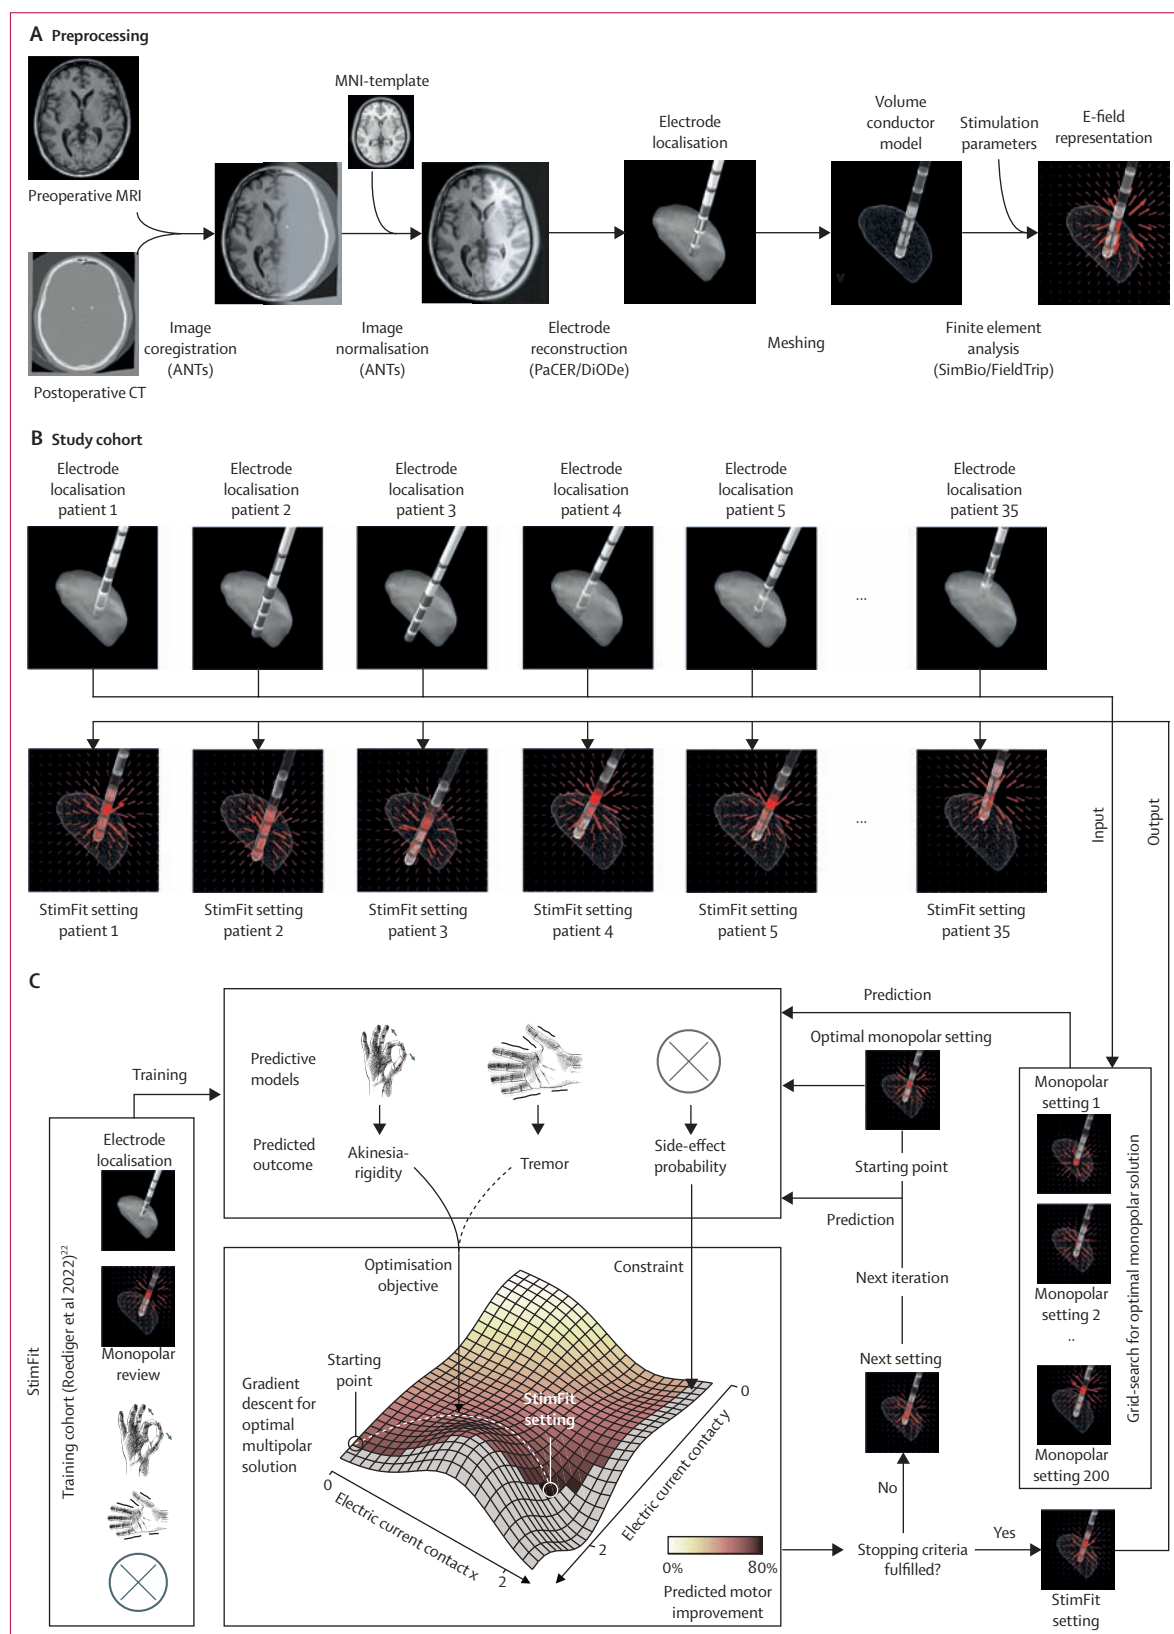 A Preprocessing
MNI-template
Electrode
localisation
Volume
conductor
model
Stimulation
parameters
E-field
representation
Preoperative MRI
Postoperative CT
Image
coregistration
(ANTs)
Image
normalisation
(ANTs)
Electrode
reconstruction
(PaCER/DiODe)
Meshing
Finite element
analysis
(SimBio/FieldTrip)
B Study cohort
Electrode
localisation
patient 1
Electrode
localisation
patient 2
Electrode
localisation
patient 3
Electrode
localisation
patient 4
Electrode
localisation
patient 5
...
Electrode
localisation
patient 35
Input
Output
...
StimFit setting
patient 1
StimFit setting
patient 2
StimFit setting
patient 3
StimFit setting
patient 4
StimFit setting
patient 5
StimFit setting
patient 35
C
StimFit
Training cohort (Roediger et al 2022)22
Electrode
localisation
Monopolar
review
Training
Predictive
models
Predicted
outcome
Akinesia-
rigidity
Tremor
Side-effect
probability
Prediction
Optimal monopolar setting
Starting point
Prediction
Next iteration
Next setting
No
Monopolar
setting 1
Monopolar
setting 2
..
Monopolar
setting 200
Grid-search for optimal monopolar solution
Optimisation
objective
Constraint
Starting
point
Gradient
descent for
optimal
multipolar
solution
StimFit
setting
0
Electric current contact x
2
0
Electric current contact y
2
0%
80%
Predicted motor
improvement
Stopping criteria
fulfilled?
Yes
StimFit
setting